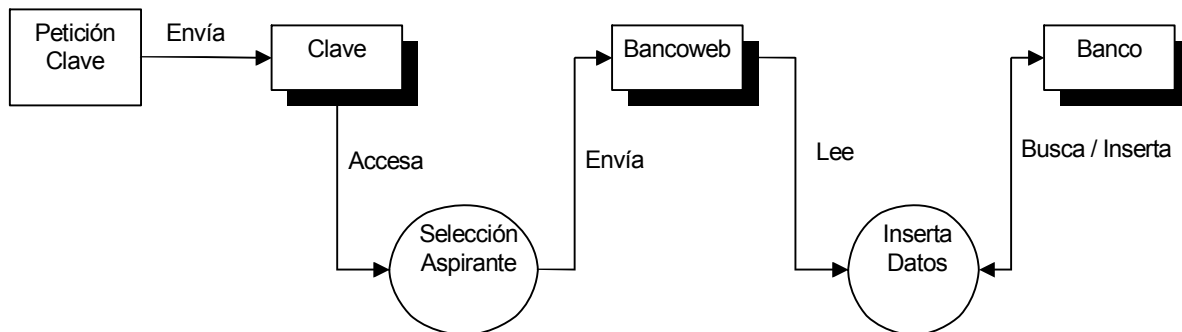 Petición
Clave
Envía
Clave
Bancoweb
Banco
Accesa
Envía
Lee
Busca / Inserta
Selección
Aspirante
Inserta
Datos